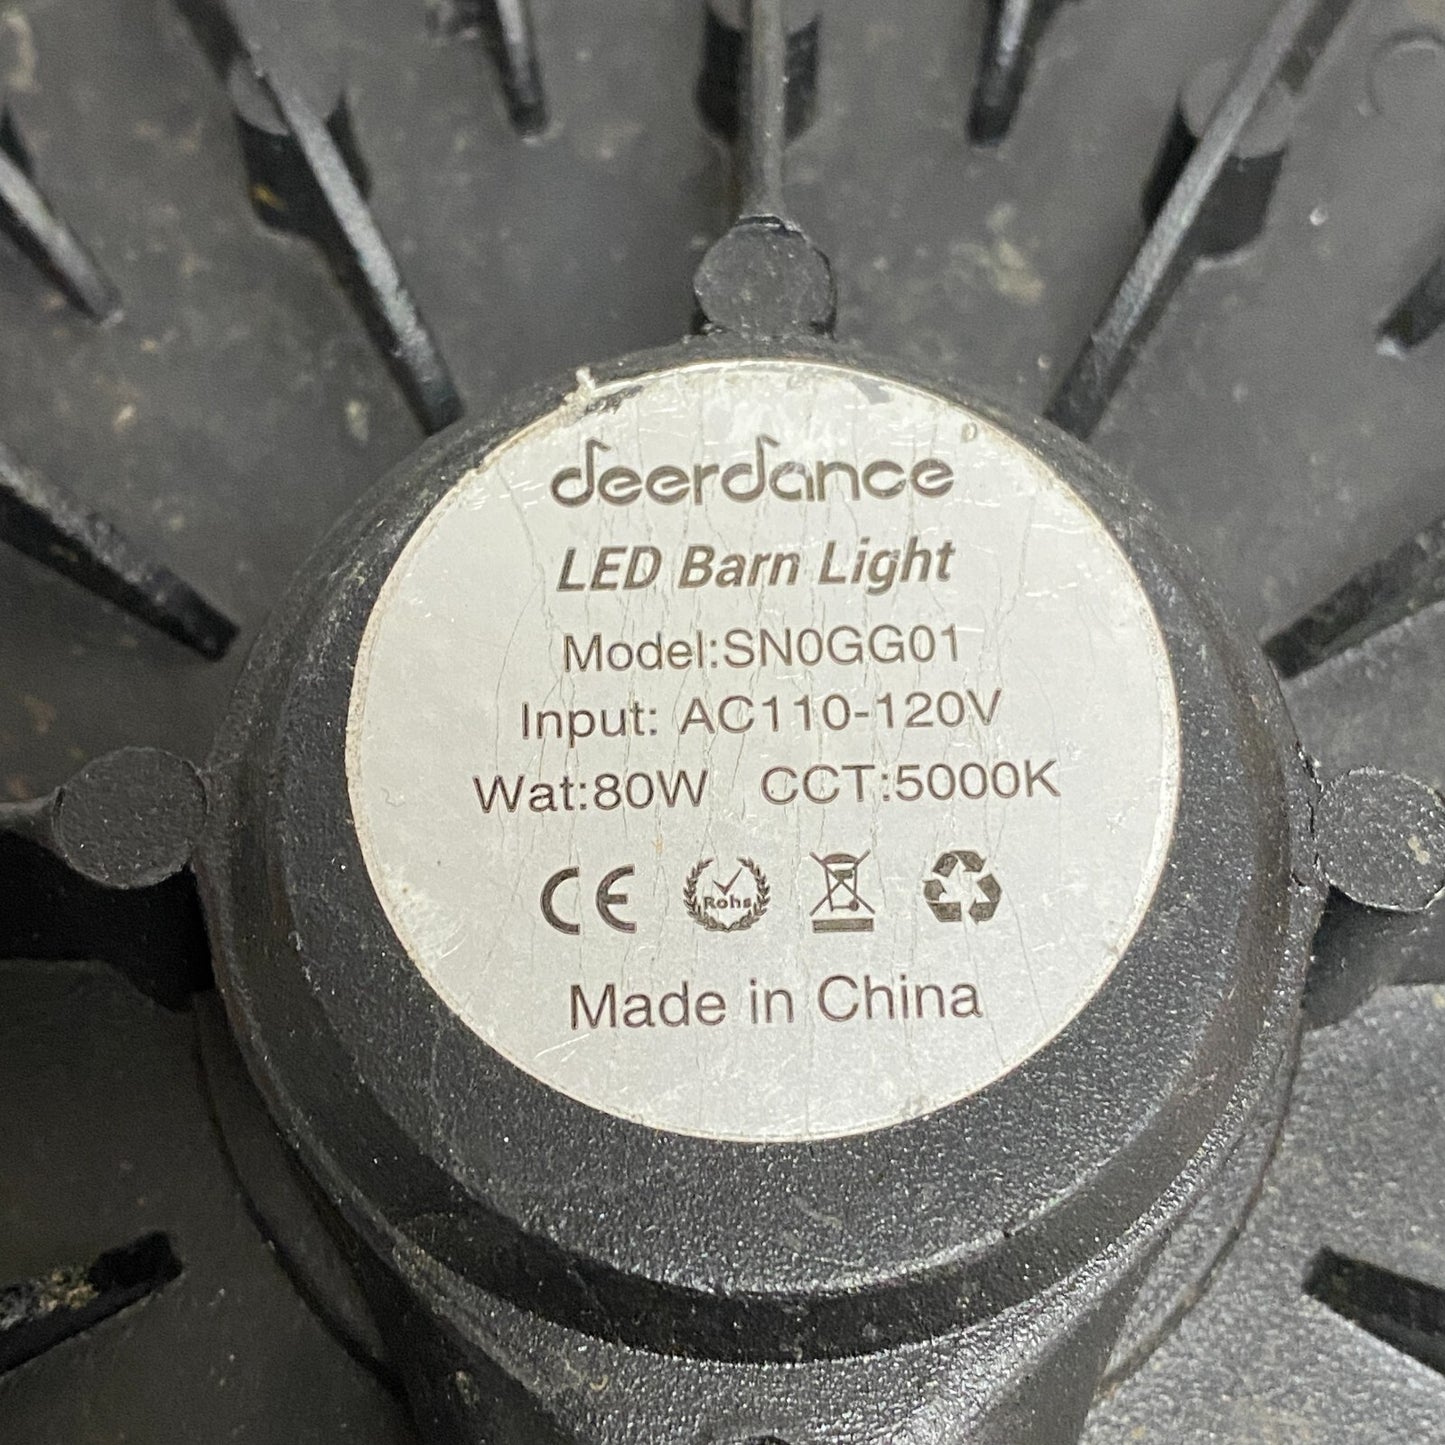 deerdance
LED Barn Light
Model:SN0GG01
Input: AC110-120V
Wat:80W CCT:5000K
CE Rohs
Made in China